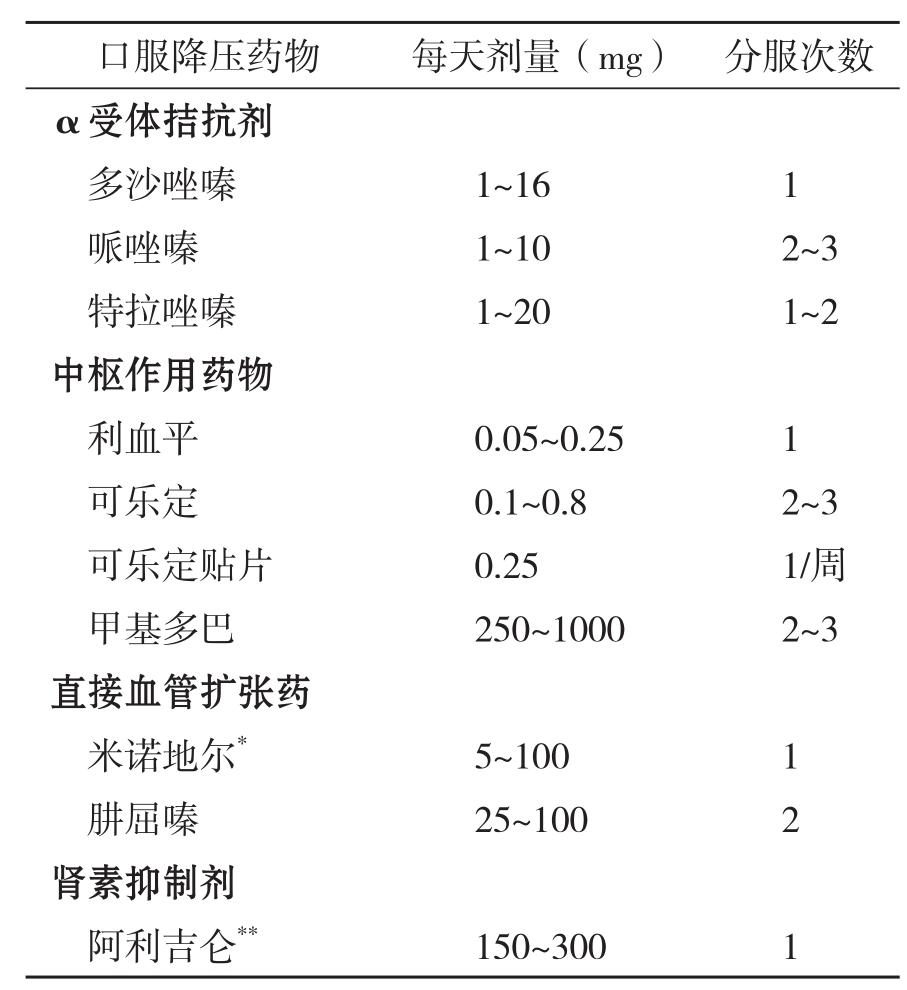 口服降压药物 每天剂量（mg） 分服次数
α受体拮抗剂
多沙唑嗪 1~16 1
哌唑嗪 1~10 2~3
特拉唑嗪 1~20 1~2
中枢作用药物
利血平 0.05~0.25 1
可乐定 0.1~0.8 2~3
可乐定贴片 0.25 1/周
甲基多巴 250~1000 2~3
直接血管扩张药
米诺地尔* 5~100 1
肼屈嗪 25~100 2
肾素抑制剂
阿利吉仑** 150~300 1